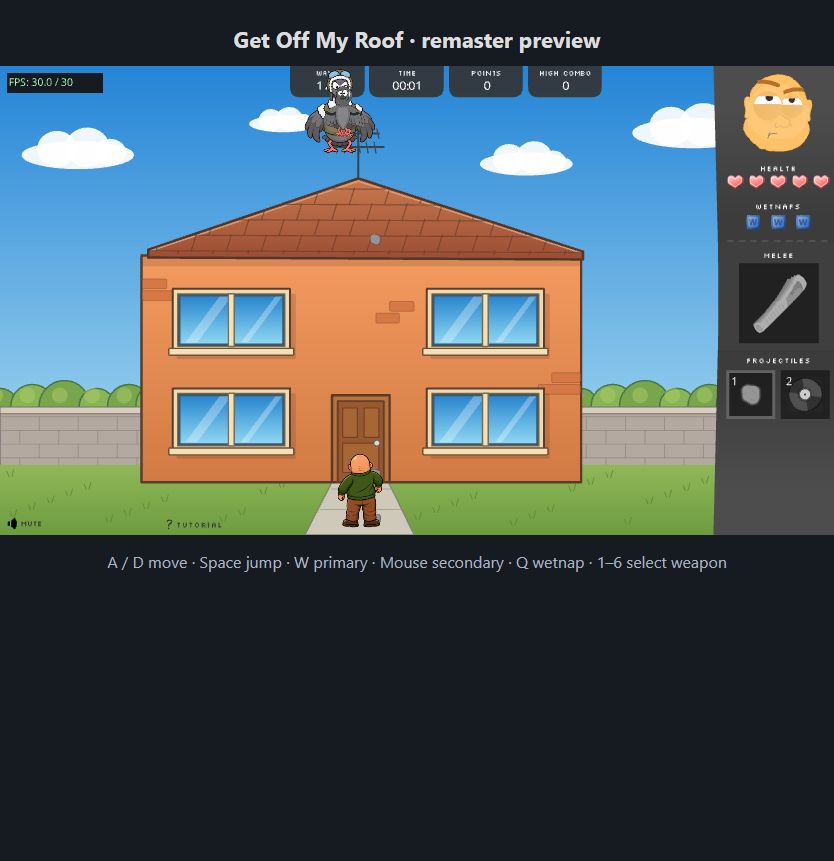 Get Off My Roof · remaster preview
FPS: 30.0 / 30
TIME
00:01
POINTS
0
HIGH COMBO
0
HEALTH
WETNAPS
W W W
MELEE
PROJECTILES
1 2
MUTE
? TUTORIAL
A / D move · Space jump · W primary · Mouse secondary · Q wetnap · 1–6 select weapon